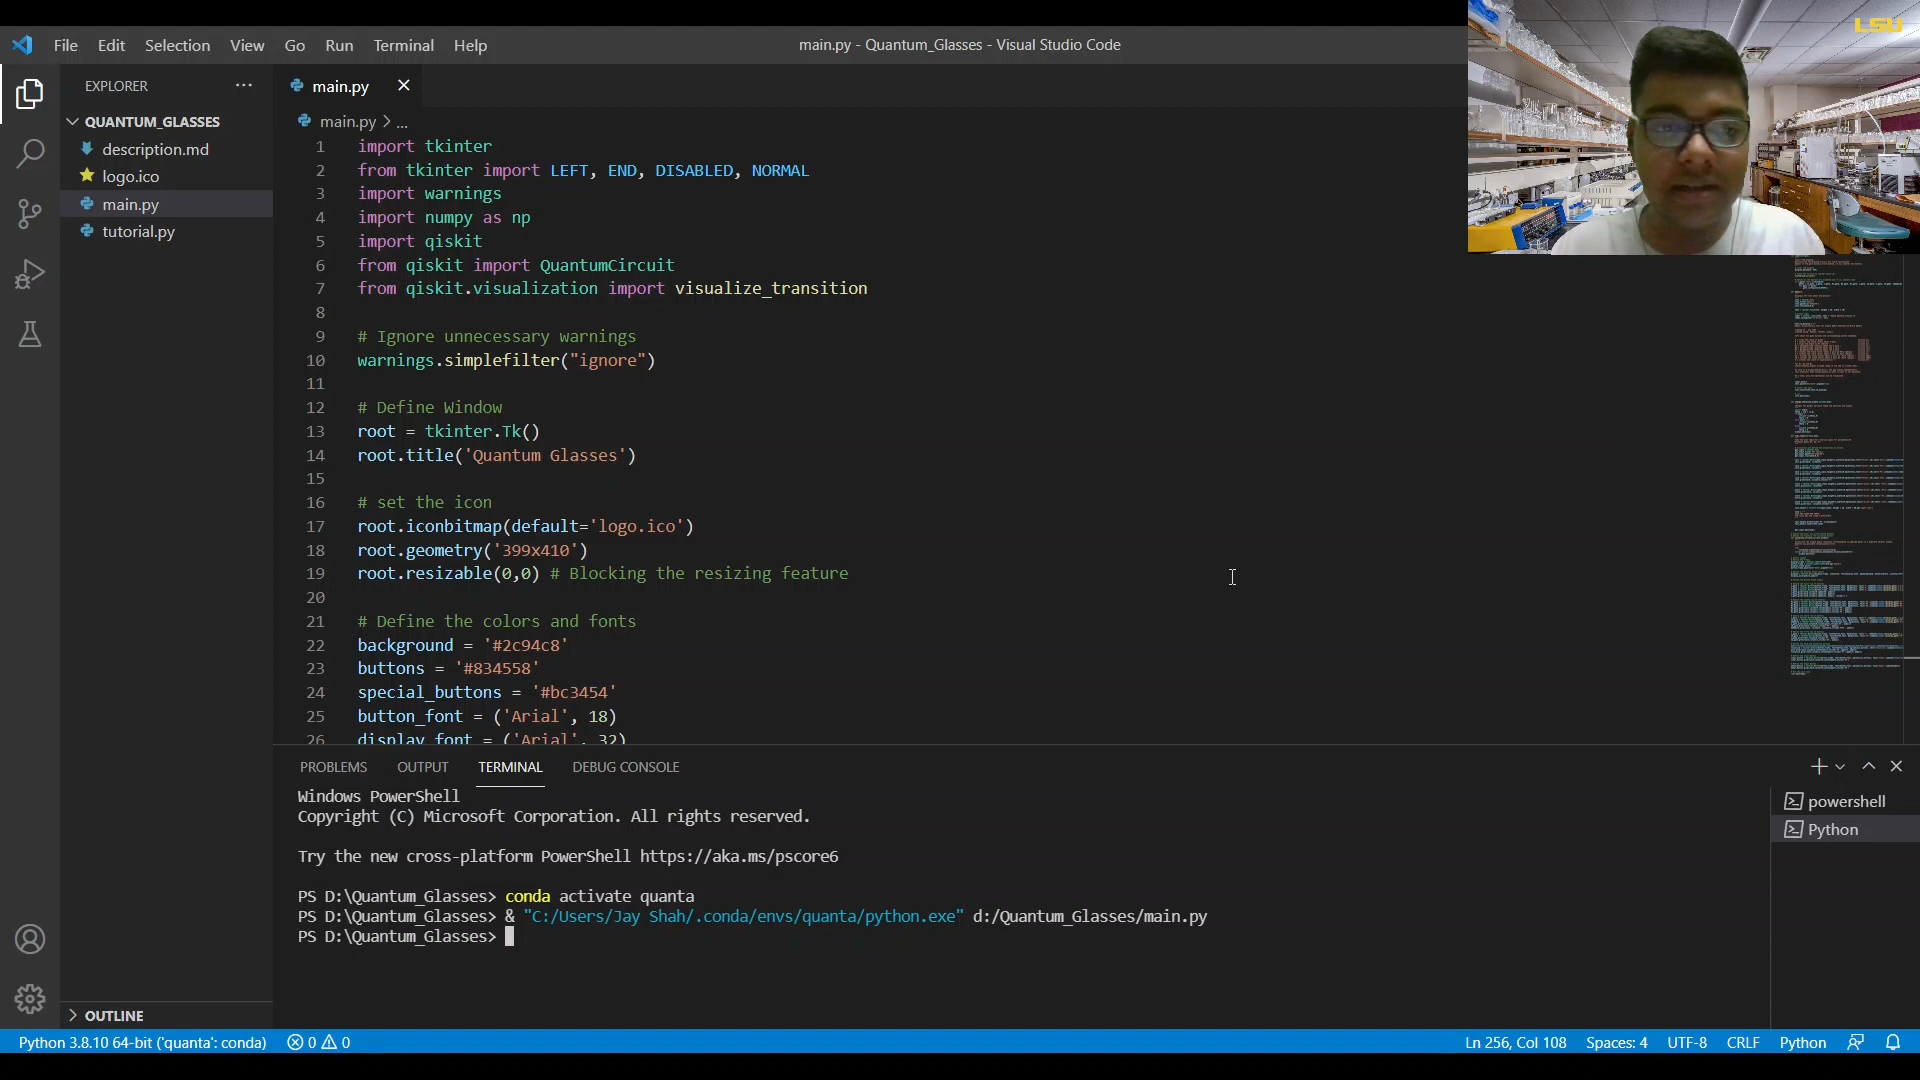 File Edit Selection View Go Run Terminal Help
main.py - Quantum_Glasses - Visual Studio Code
LSU
EXPLORER
QUANTUM_GLASSES
description.md
logo.ico
main.py
tutorial.py
OUTLINE
main.py
main.py > ...
1 import tkinter
2 from tkinter import LEFT, END, DISABLED, NORMAL
3 import warnings
4 import numpy as np
5 import qiskit
6 from qiskit import QuantumCircuit
7 from qiskit.visualization import visualize_transition
8
9 # Ignore unnecessary warnings
10 warnings.simplefilter("ignore")
11
12 # Define Window
13 root = tkinter.Tk()
14 root.title('Quantum Glasses')
15
16 # set the icon
17 root.iconbitmap(default='logo.ico')
18 root.geometry('399x410')
19 root.resizable(0,0) # Blocking the resizing feature
20
21 # Define the colors and fonts
22 background = '#2c94c8'
23 buttons = '#834558'
24 special_buttons = '#bc3454'
25 button_font = ('Arial', 18)
26 display_font = ('Arial', 32)
PROBLEMS OUTPUT TERMINAL DEBUG CONSOLE
Windows PowerShell
Copyright (C) Microsoft Corporation. All rights reserved.
Try the new cross-platform PowerShell https://aka.ms/pscore6
PS D:\Quantum_Glasses> conda activate quanta
PS D:\Quantum_Glasses> & "C:/Users/Jay Shah/.conda/envs/quanta/python.exe" d:/Quantum_Glasses/main.py
PS D:\Quantum_Glasses>
powershell
Python
Python 3.8.10 64-bit ('quanta': conda) 0 0
Ln 256, Col 108 Spaces: 4 UTF-8 CRLF Python